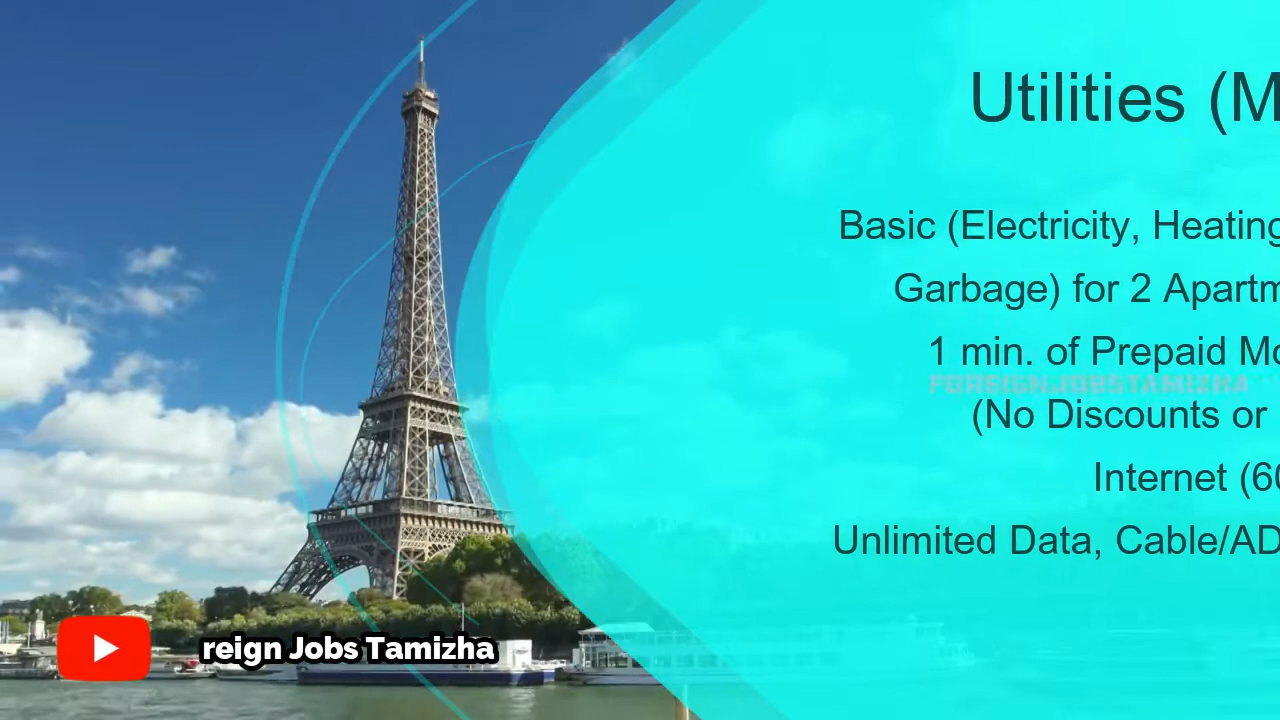 Utilities (M
Basic (Electricity, Heating
Garbage) for 2 Apartm
1 min. of Prepaid Mo
FOREIGNJOBSTAMIZHA
(No Discounts or
Internet (60
Unlimited Data, Cable/AD
reign Jobs Tamizha